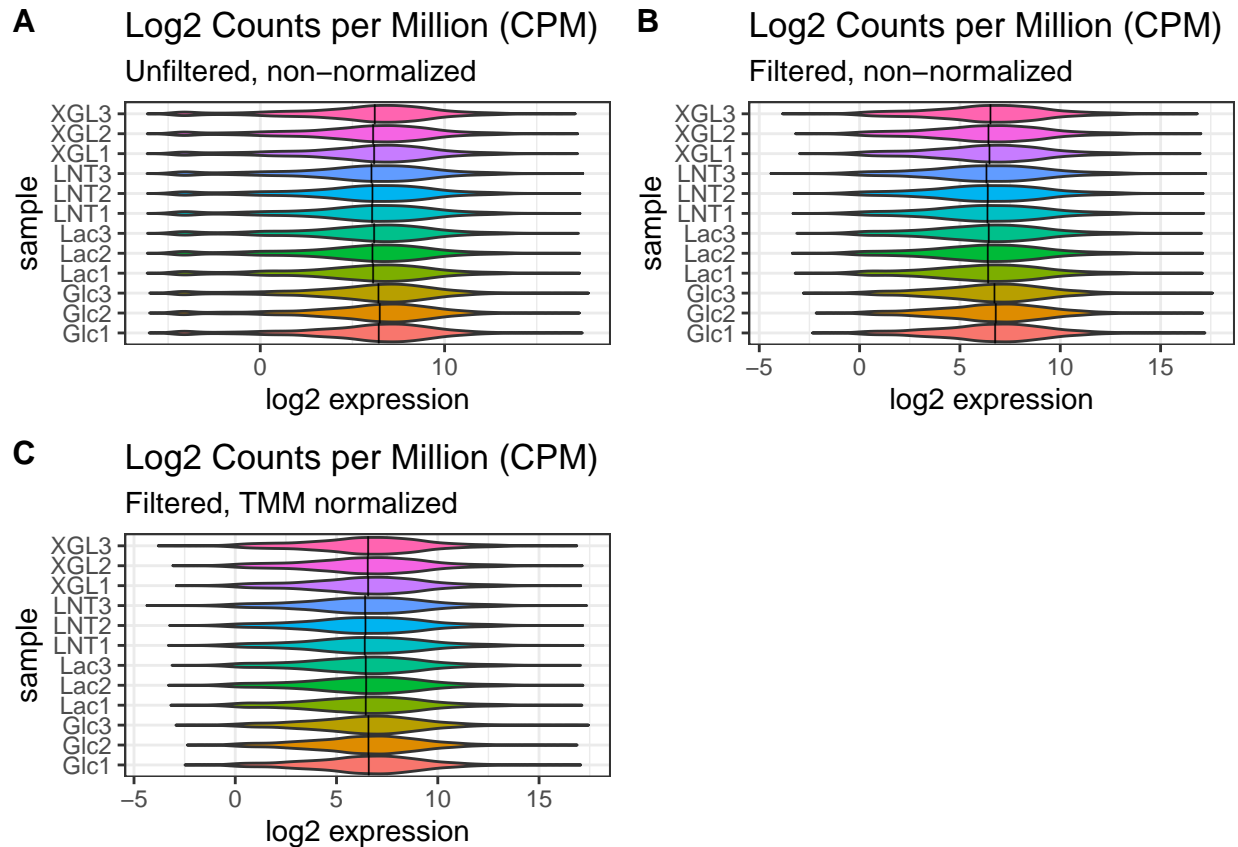 A
Log2 Counts per Million (CPM)
Unfiltered, non−normalized
XGL3
XGL2
XGL1
LNT3
LNT2
LNT1
Lac3
Lac2
Lac1
Glc3
Glc2
Glc1
sample
0 10
log2 expression
B
Log2 Counts per Million (CPM)
Filtered, non−normalized
XGL3
XGL2
XGL1
LNT3
LNT2
LNT1
Lac3
Lac2
Lac1
Glc3
Glc2
Glc1
sample
−5 0 5 10 15
log2 expression
C
Log2 Counts per Million (CPM)
Filtered, TMM normalized
XGL3
XGL2
XGL1
LNT3
LNT2
LNT1
Lac3
Lac2
Lac1
Glc3
Glc2
Glc1
sample
−5 0 5 10 15
log2 expression